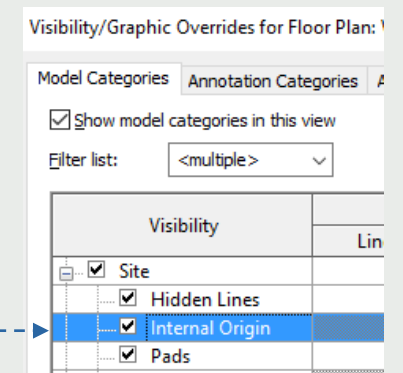 Visibility/Graphic Overrides for Floor Plan:
Model Categories Annotation Categories
Show model categories in this view
Filter list: <multiple>
Visibility
Site
Hidden Lines
Internal Origin
Pads